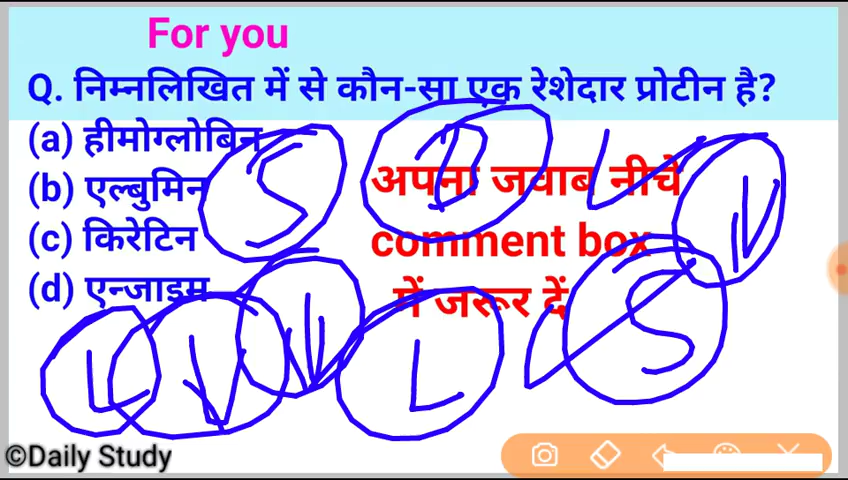 For you
Q. निम्नलिखित में से कौन-सा एक रेशेदार प्रोटीन है?
(a) हीमोग्लोबिन
(b) एल्बुमिन
(c) किरेटिन
(d) एन्जाइम
अपना जवाब नीचे
comment box
में जरूर दें
S
D
V
L
V
L
S
©Daily Study